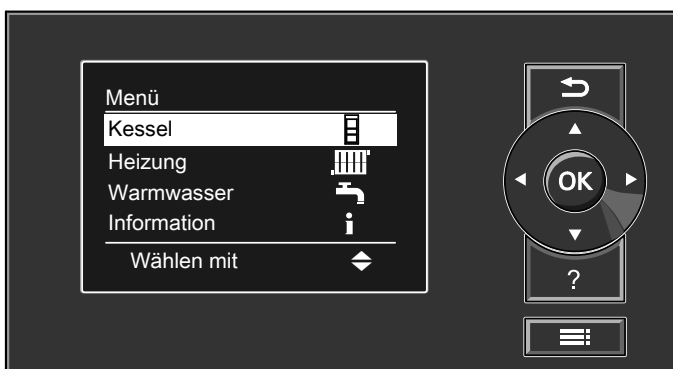 Menü
Kessel
Heizung
Warmwasser
Information
Wählen mit
OK
?